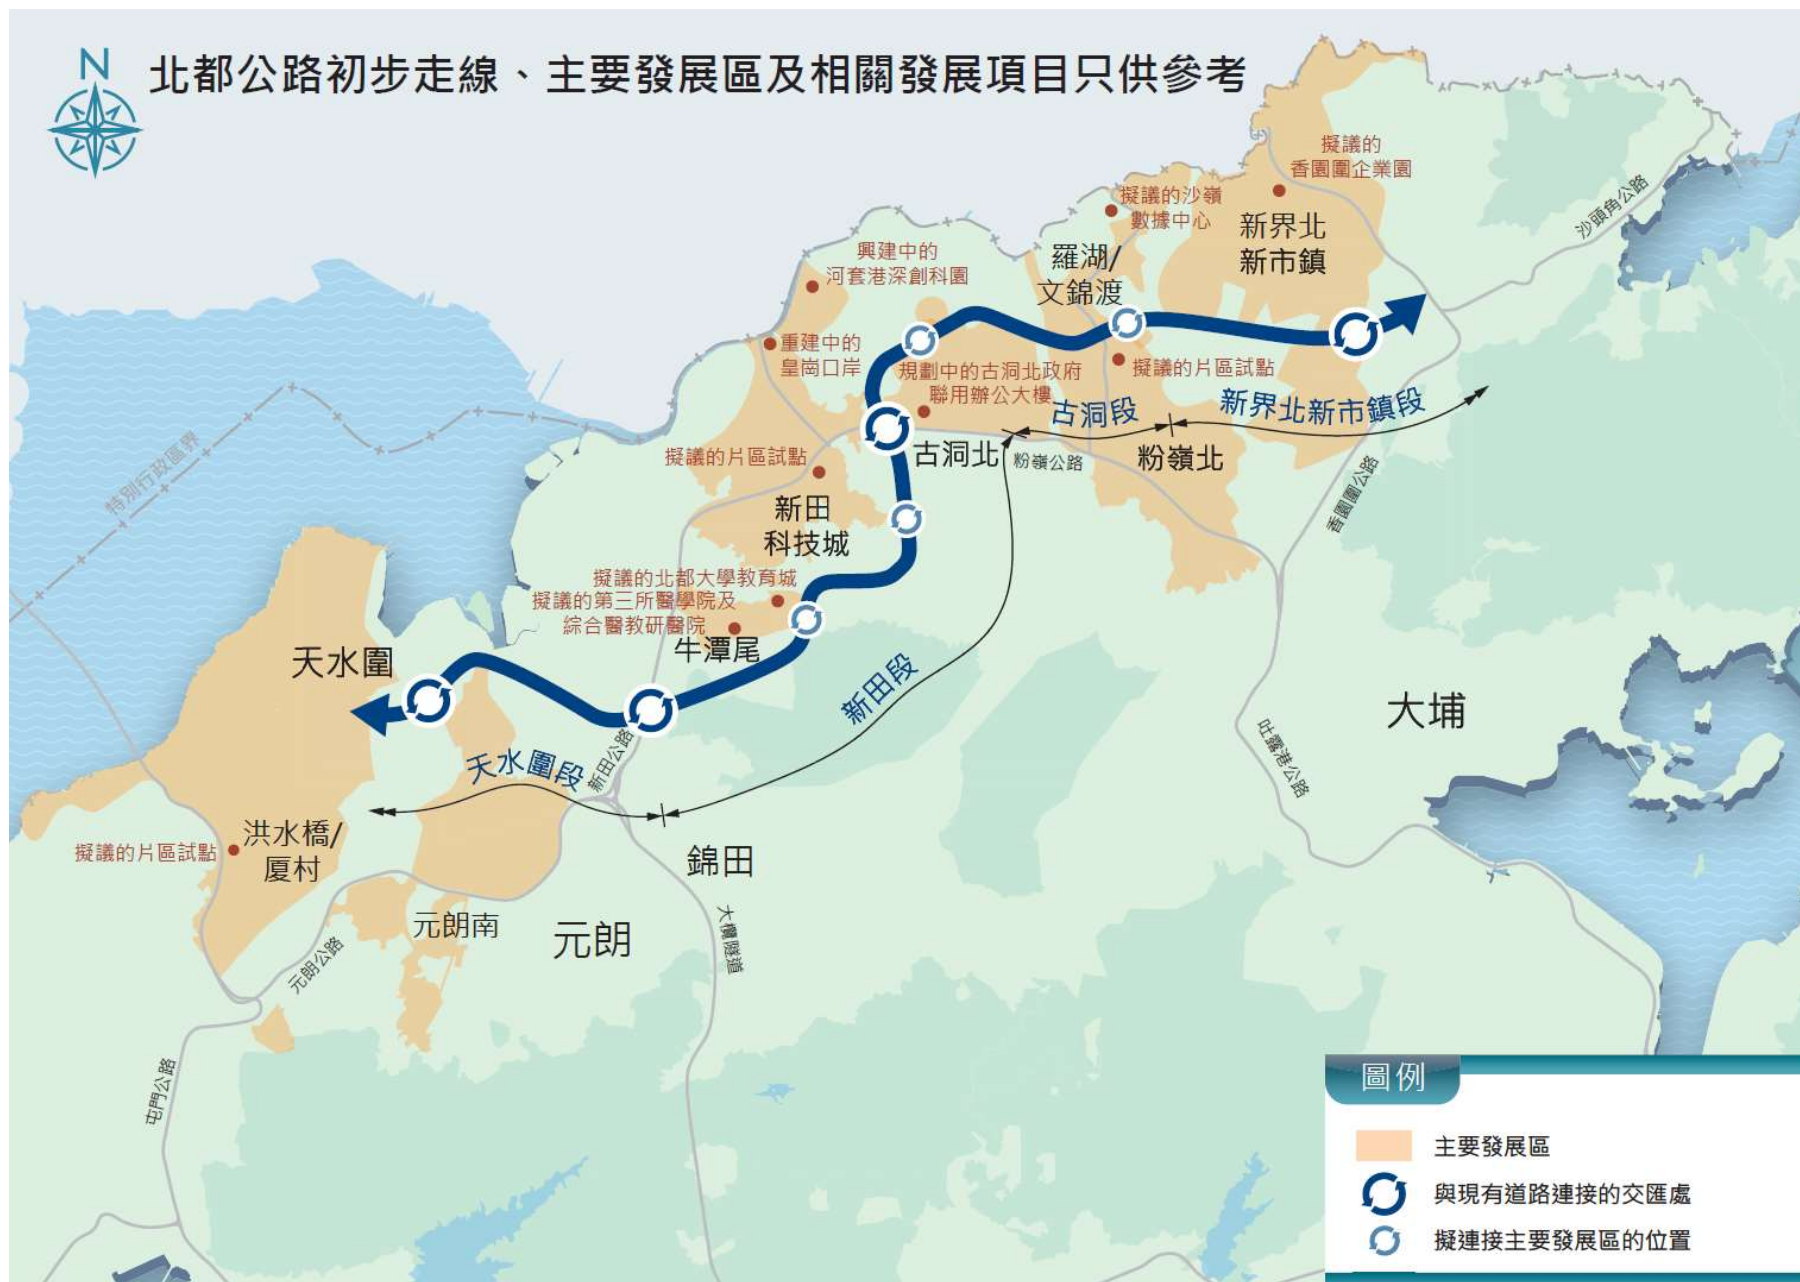 N
北都公路初步走線、主要發展區及相關發展項目只供參考
擬議的
香園圍企業園
擬議的沙嶺
數據中心
新界北
新市鎮
沙頭角公路
興建中的
河套港深創科園
羅湖/
文錦渡
重建中的
皇崗口岸
規劃中的古洞北政府
聯用辦公大樓
擬議的片區試點
古洞段
新界北新市鎮段
擬議的片區試點
古洞北
粉嶺公路
粉嶺北
香園圍公路
特別行政區界
新田
科技城
擬議的北都大學教育城
擬議的第三所醫學院及
綜合醫教研醫院
牛潭尾
天水圍
新田段
大埔
天水圍段
新田公路
吐露港公路
擬議的片區試點
洪水橋/
厦村
錦田
元朗南
元朗
大欖隧道
元朗公路
屯門公路
圖例
主要發展區
與現有道路連接的交匯處
擬連接主要發展區的位置